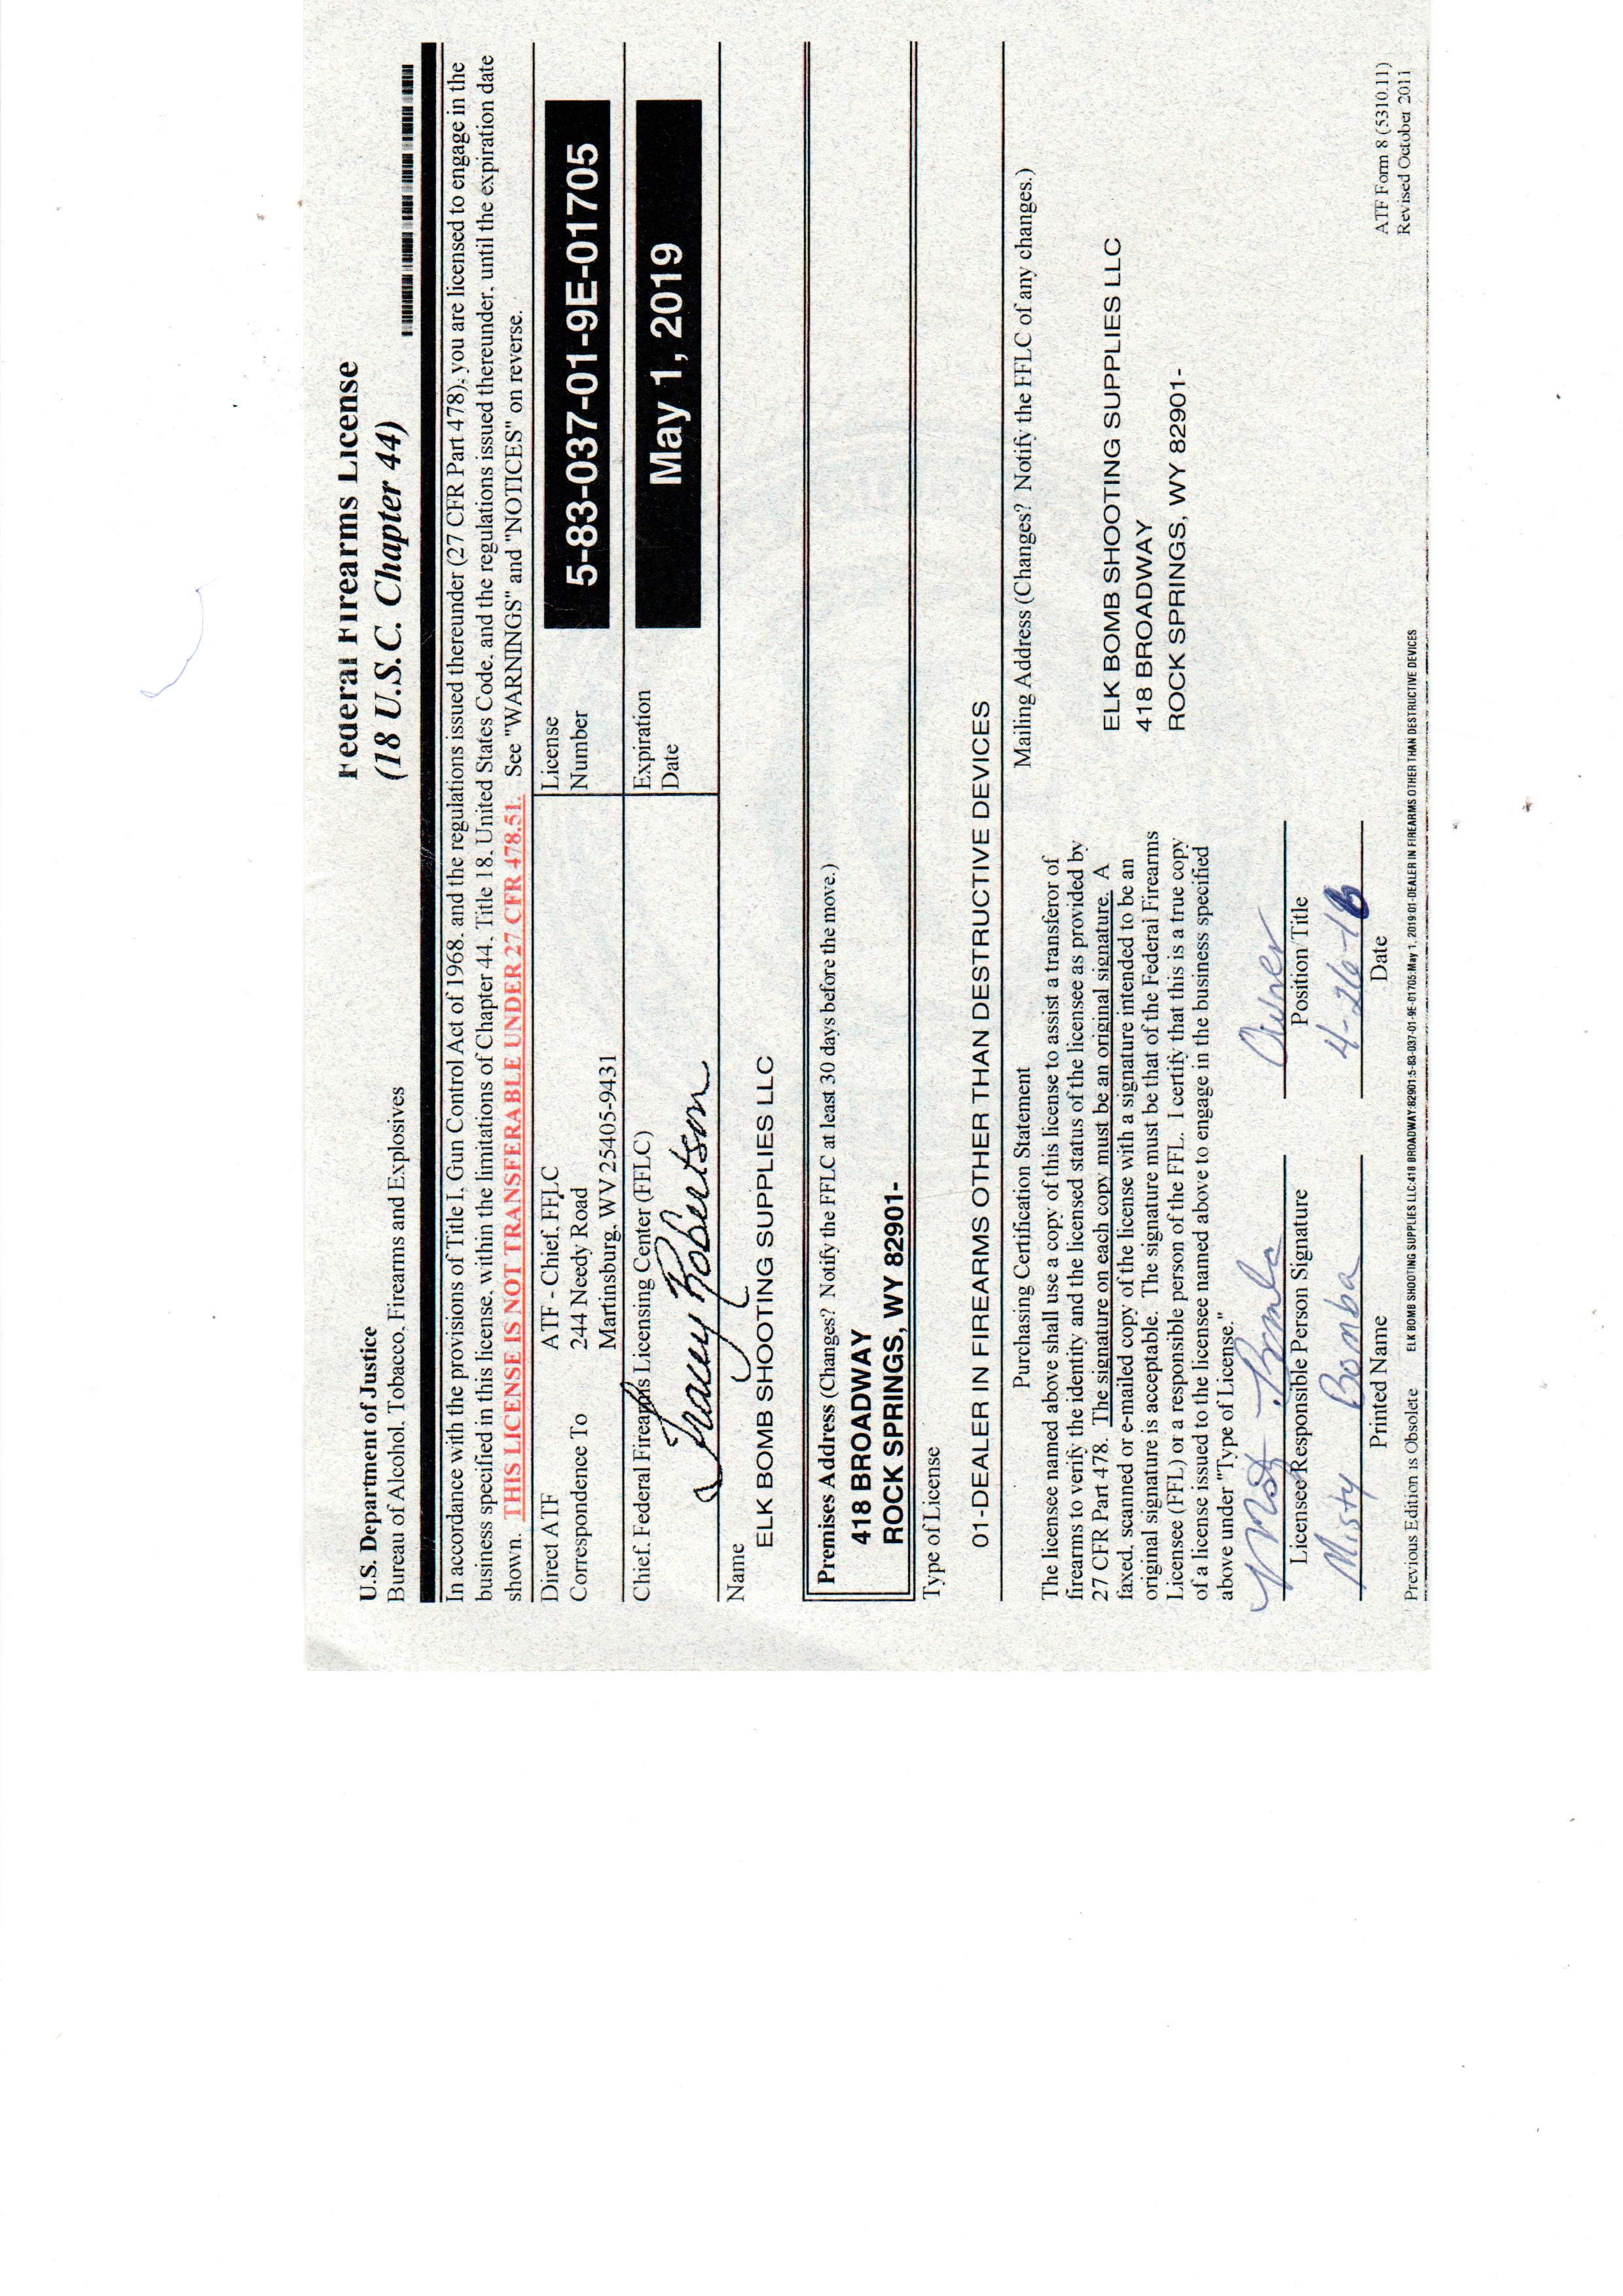 Federal Firearms License
(18 U.S.C. Chapter 44)
U.S. Department of Justice
Bureau of Alcohol, Tobacco, Firearms and Explosives
In accordance with the provisions of Title I, Gun Control Act of 1968, and the regulations issued thereunder (27 CFR Part 478), you are licensed to engage in the
business specified in this license, within the limitations of Chapter 44, Title 18, United States Code, and the regulations issued thereunder, until the expiration date
shown. THIS LICENSE IS NOT TRANSFERABLE UNDER 27 CFR 478.51. See "WARNINGS" and "NOTICES" on reverse.
Direct ATF
Correspondence To
ATF - Chief, FFLC
244 Needy Road
Martinsburg, WV 25405-9431
License
Number
5-83-037-01-9E-01705
Chief, Federal Firearms Licensing Center (FFLC)
Tracey Robertson
Expiration
Date
May 1, 2019
Name
ELK BOMB SHOOTING SUPPLIES LLC
Premises Address (Changes? Notify the FFLC at least 30 days before the move.)
418 BROADWAY
ROCK SPRINGS, WY 82901-
Type of License
01-DEALER IN FIREARMS OTHER THAN DESTRUCTIVE DEVICES
Purchasing Certification Statement
The licensee named above shall use a copy of this license to assist a transferor of
firearms to verify the identity and the licensed status of the licensee as provided by
27 CFR Part 478. The signature on each copy must be an original signature. A
faxed, scanned or e-mailed copy of the license with a signature intended to be an
original signature is acceptable. The signature must be that of the Federal Firearms
Licensee (FFL) or a responsible person of the FFL. I certify that this is a true copy
of a license issued to the licensee named above to engage in the business specified
above under "Type of License."
Mailing Address (Changes? Notify the FFLC of any changes.)
ELK BOMB SHOOTING SUPPLIES LLC
418 BROADWAY
ROCK SPRINGS, WY 82901-
Misty Bomba Owner
Licensee/Responsible Person Signature Position/Title
Misty Bomba 4-26-16
Printed Name Date
Previous Edition is Obsolete ELK BOMB SHOOTING SUPPLIES LLC:418 BROADWAY:82901:5-83-037-01-9E-01705:May 1, 2019:01-DEALER IN FIREARMS OTHER THAN DESTRUCTIVE DEVICES
ATF Form 8 (5310.11)
Revised October 2011